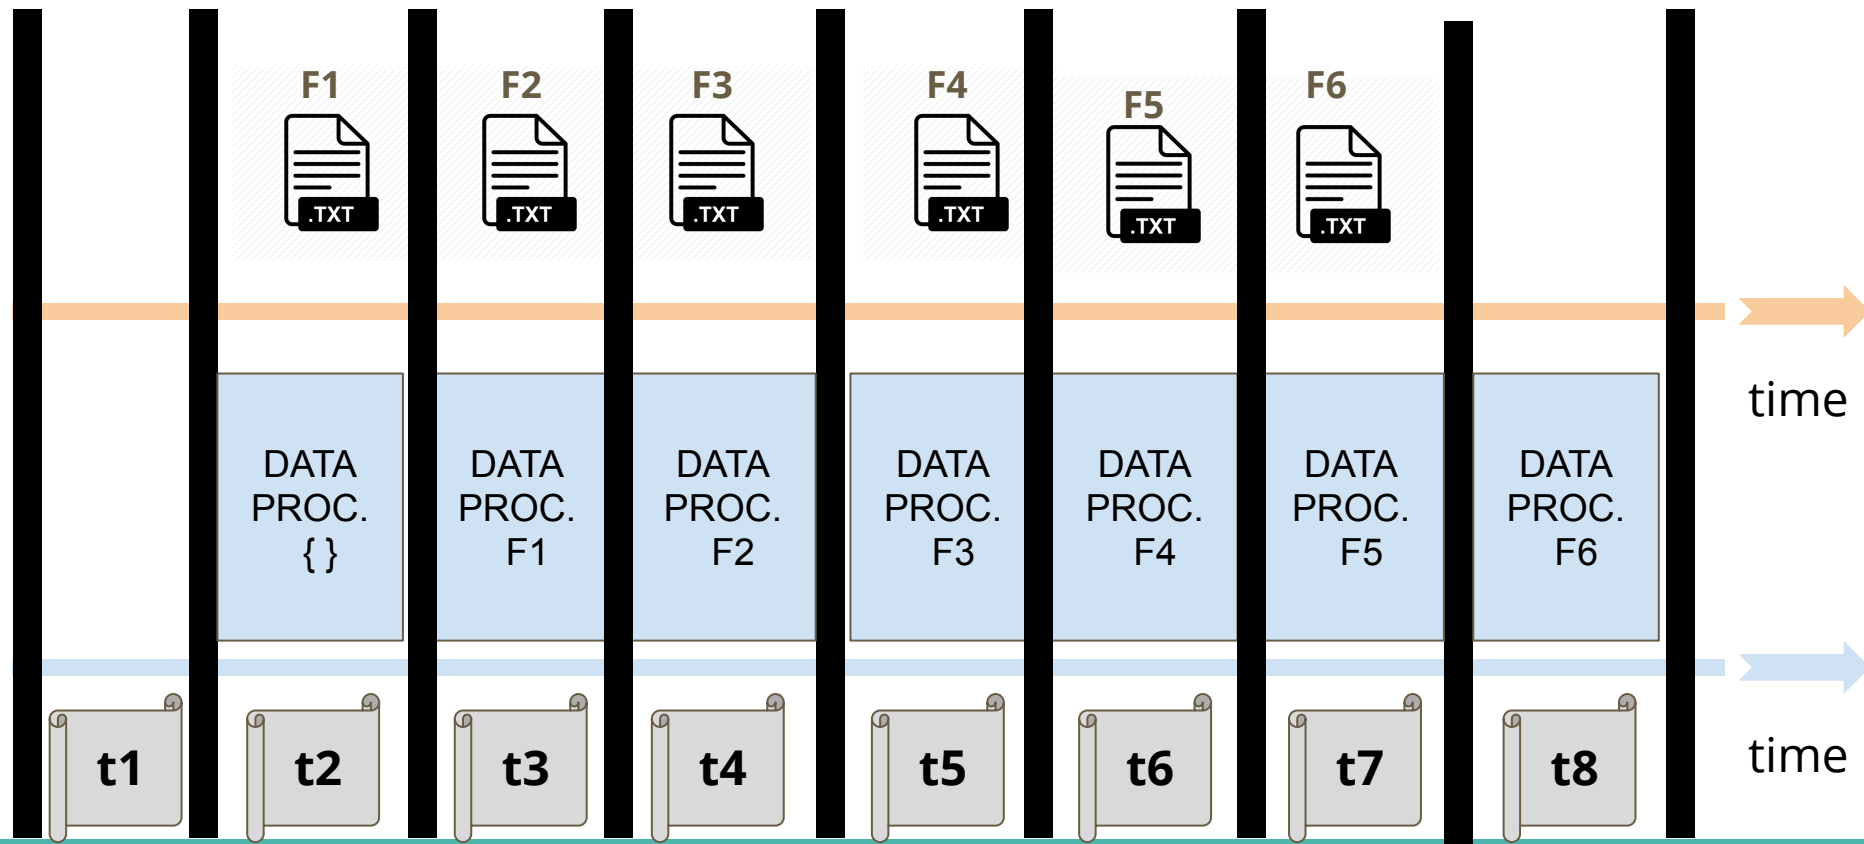 F1
F2
F3
F4
F5
F6
.TXT
.TXT
.TXT
.TXT
.TXT
.TXT
time
DATA
PROC.
{ }
DATA
PROC.
F1
DATA
PROC.
F2
DATA
PROC.
F3
DATA
PROC.
F4
DATA
PROC.
F5
DATA
PROC.
F6
t1
t2
t3
t4
t5
t6
t7
t8
time